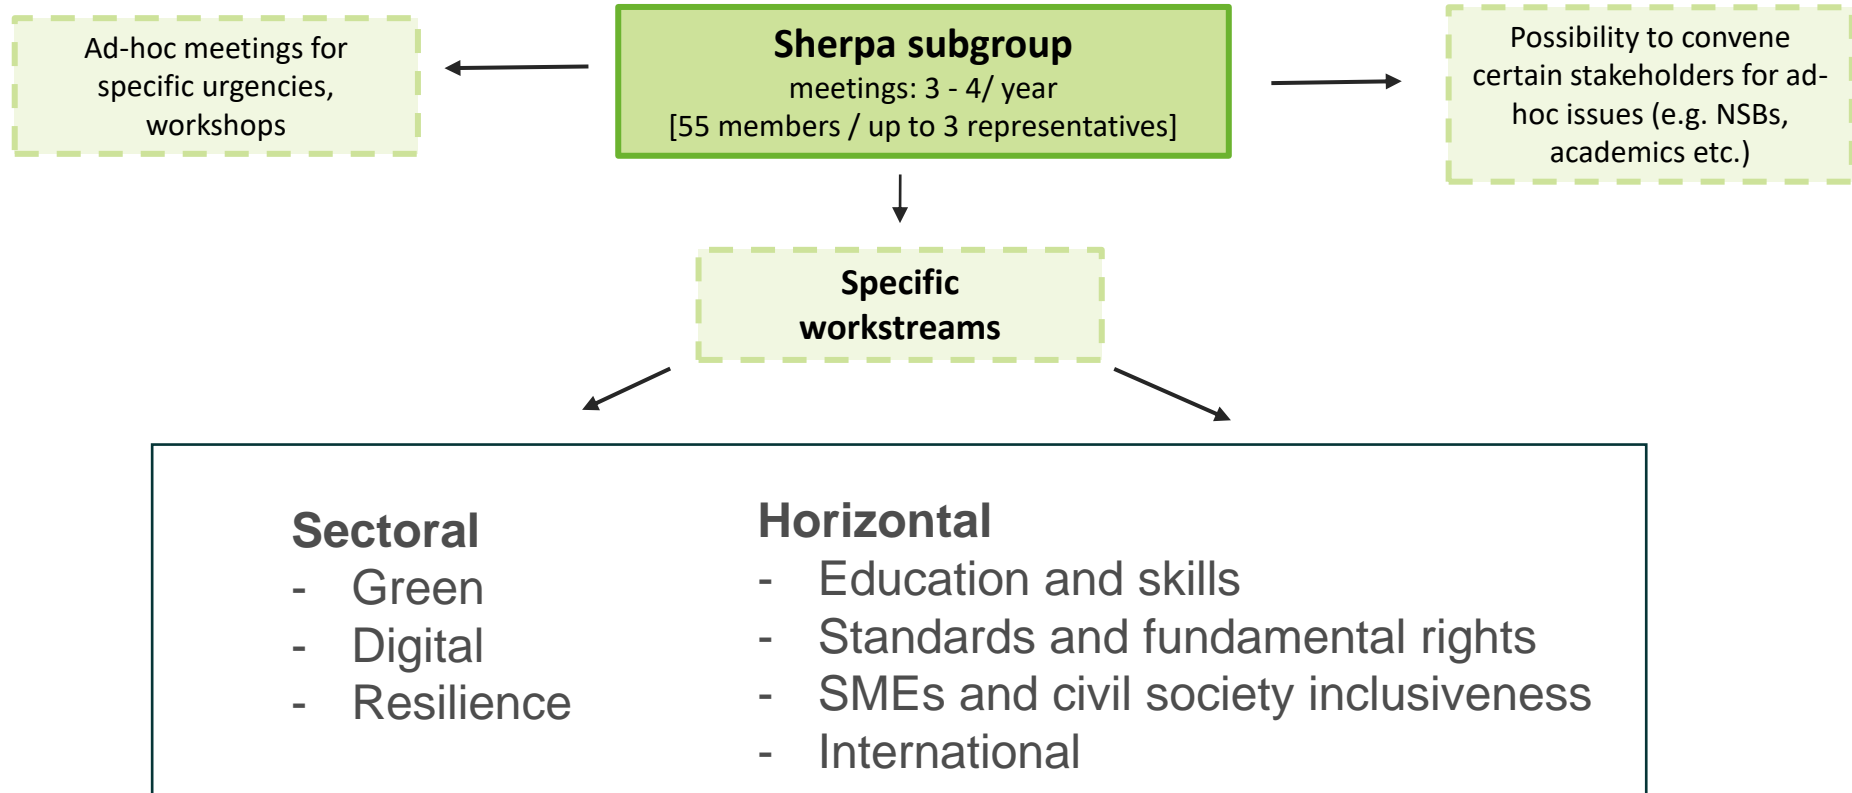 Ad-hoc meetings for
specific urgencies,
workshops
Sherpa subgroup
meetings: 3 - 4/ year
[55 members / up to 3 representatives]
Possibility to convene
certain stakeholders for ad-
hoc issues (e.g. NSBs,
academics etc.)
Specific
workstreams
Sectoral
- Green
- Digital
- Resilience
Horizontal
- Education and skills
- Standards and fundamental rights
- SMEs and civil society inclusiveness
- International